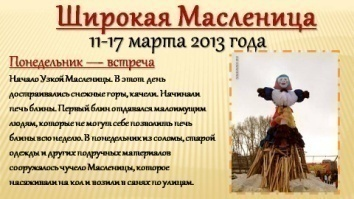 Широкая Масленица
11-17 марта 2013 года
Понедельник —- встреча
Начало Узкой Масленицы. В этот день
достраивались снежные горы, качели. Начинали
печь блины. Первый блин отдавался малоимущим
людям, которые не могут себе позволить печь
блины всю неделю. В понедельник из соломы, старой
одежды и других подручных материалов
сооружалось чучело Масленицы, которое
насаживали на кол и возили в санях по улицам.